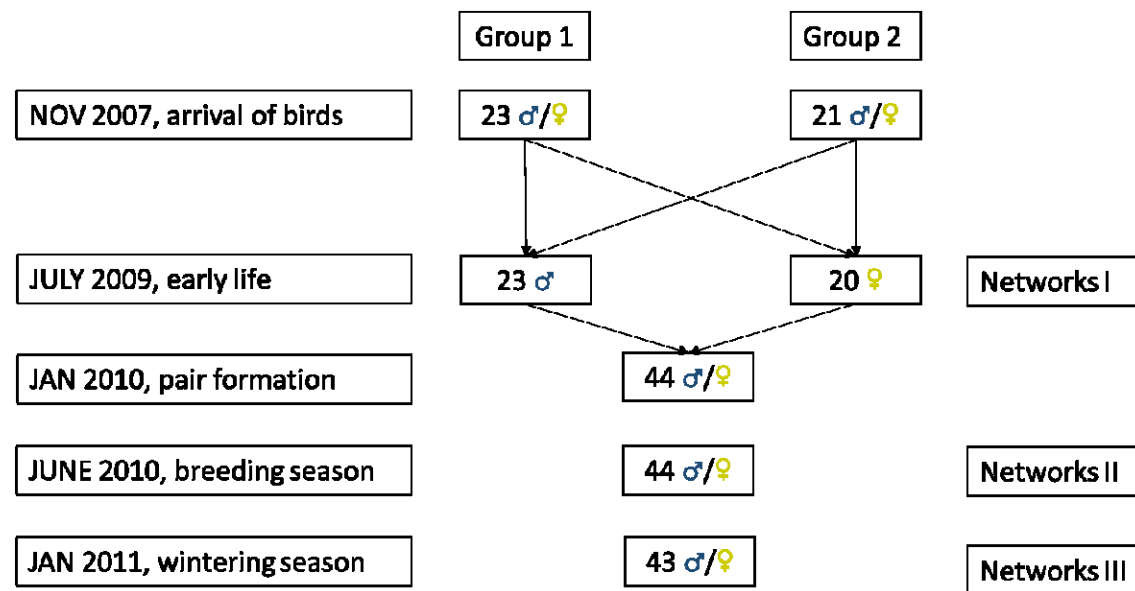 Group 1
Group 2
NOV 2007, arrival of birds
23 ♂/♀
21 ♂/♀
JULY 2009, early life
23 ♂
20 ♀
Networks I
JAN 2010, pair formation
44 ♂/♀
JUNE 2010, breeding season
44 ♂/♀
Networks II
JAN 2011, wintering season
43 ♂/♀
Networks III